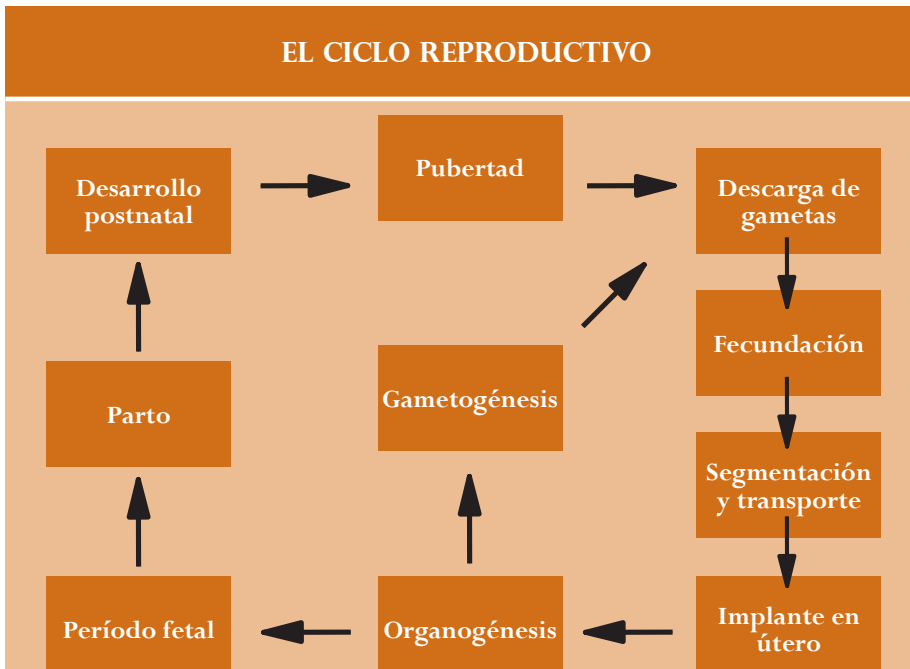 EL CICLO REPRODUCTIVO
Desarrollo
postnatal
Pubertad
Descarga de
gametas
Fecundación
Parto
Gametogénesis
Segmentación
y transporte
Período fetal
Organogénesis
Implante en
útero